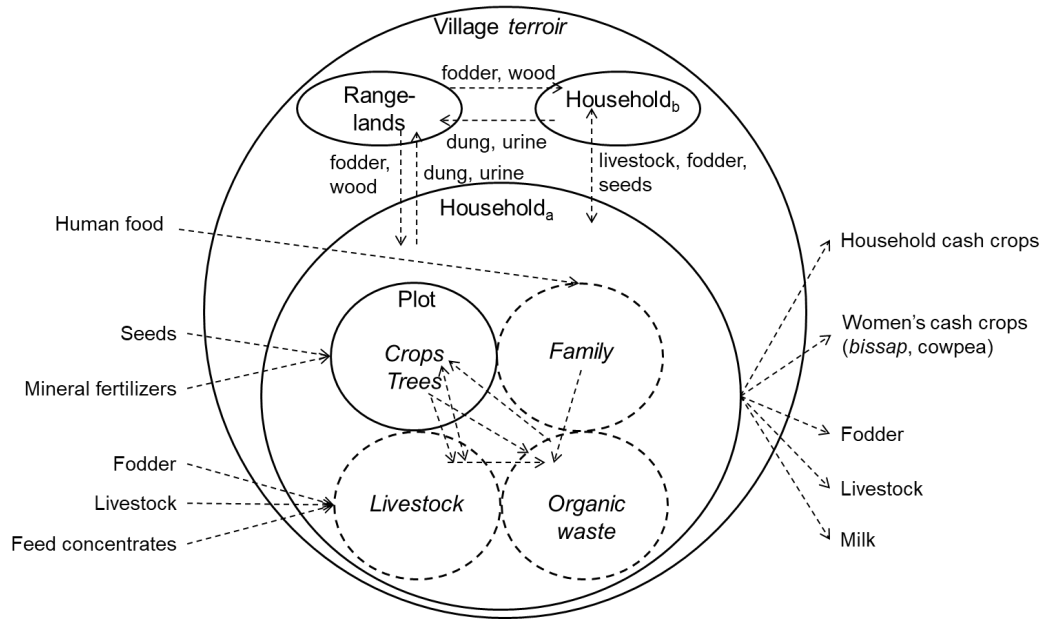 Village terroir
fodder, wood
Range-
lands
Household_b
dung, urine
fodder,
wood
dung, urine
livestock, fodder,
seeds
Household_a
Human food
Seeds
Mineral fertilizers
Fodder
Livestock
Feed concentrates
Plot
Crops
Trees
Family
Livestock
Organic
waste
Household cash crops
Women's cash crops
(bissap, cowpea)
Fodder
Livestock
Milk